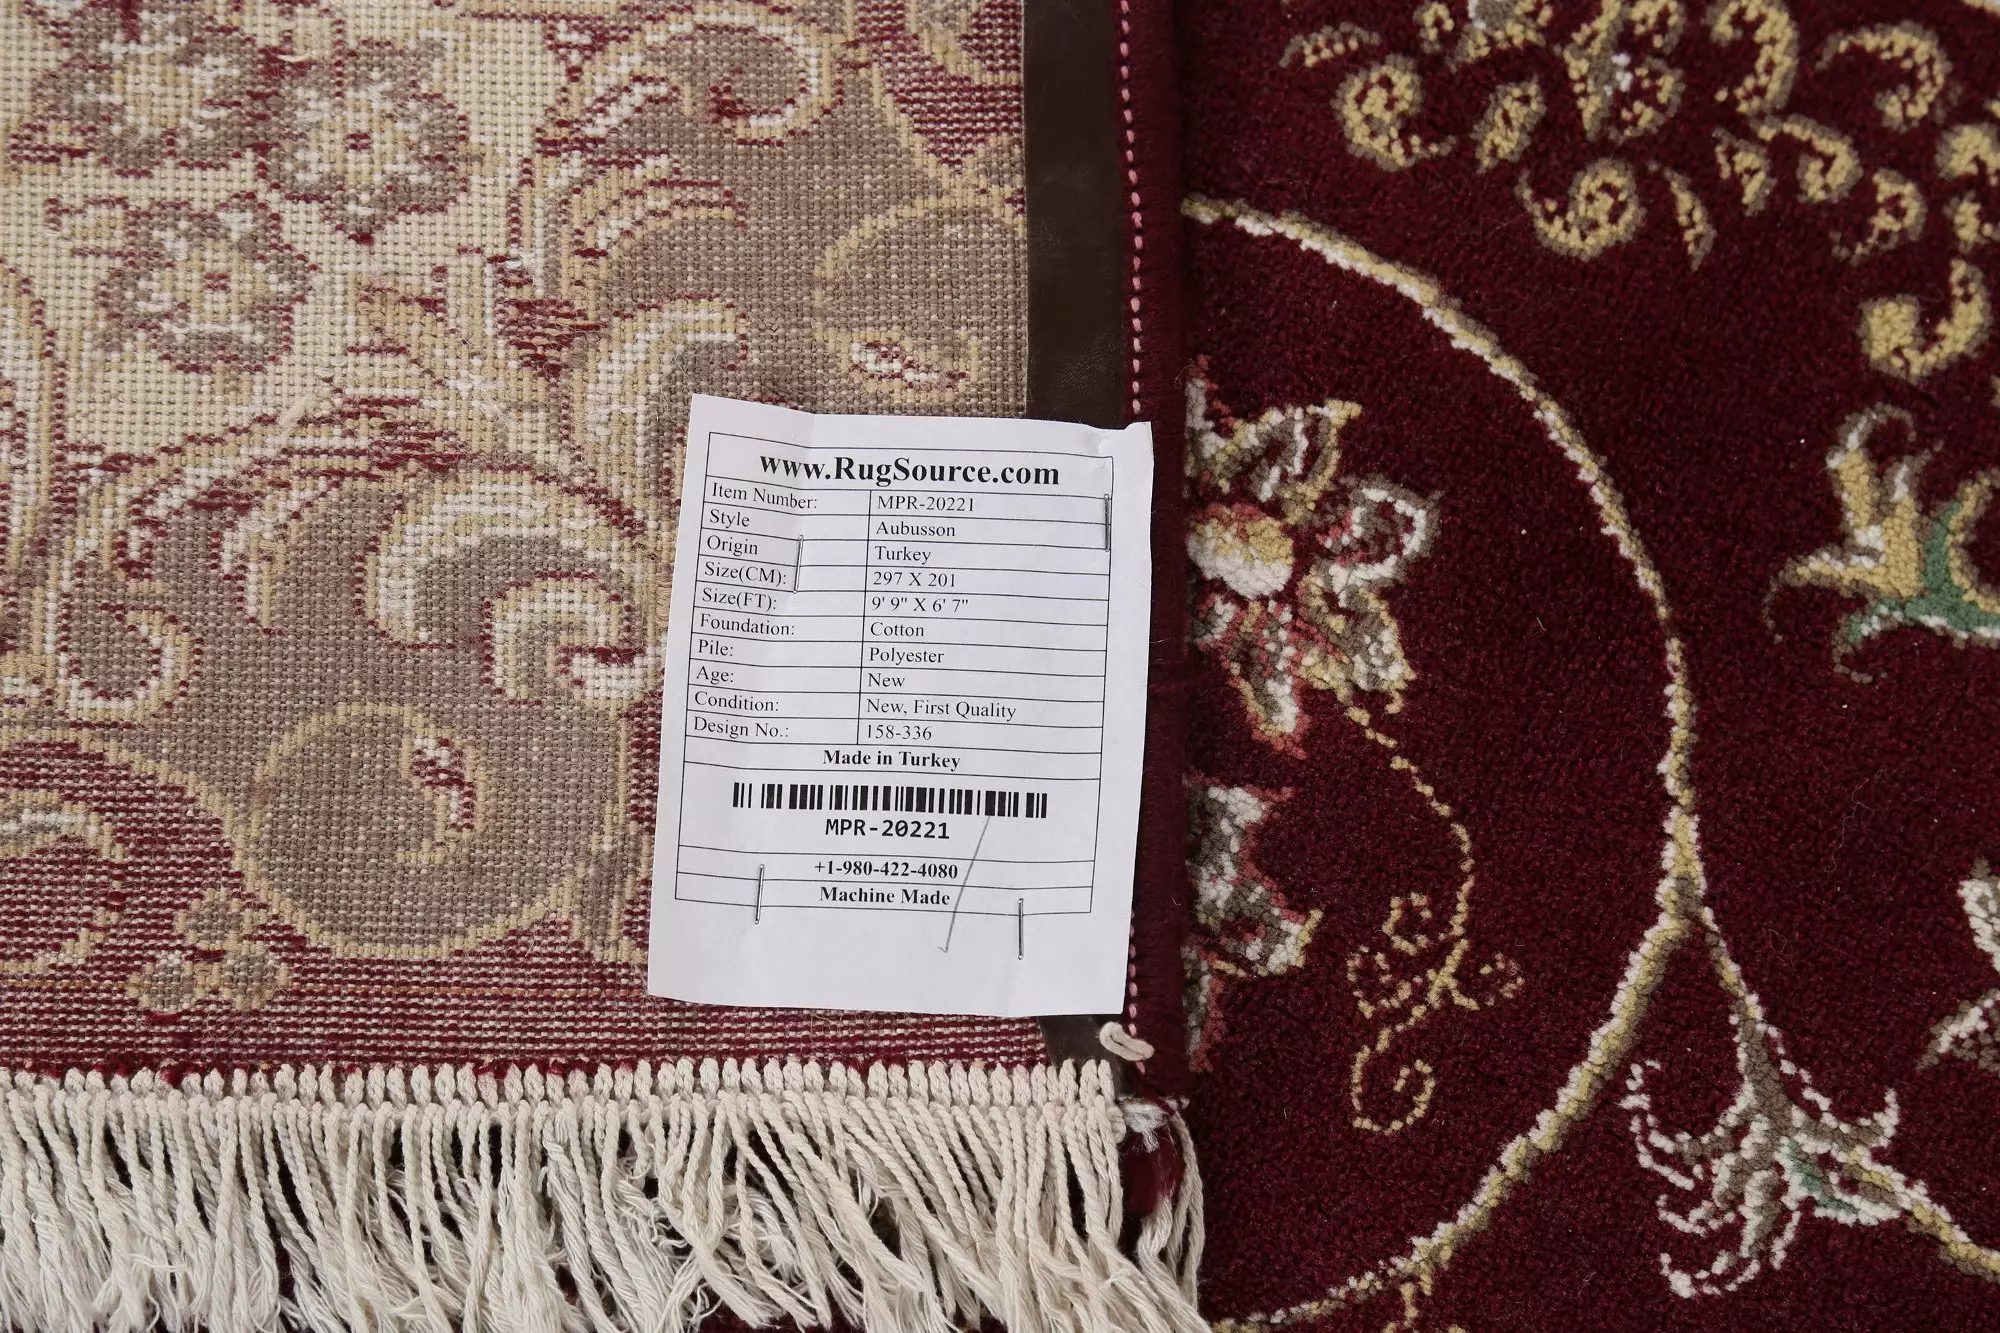 www.RugSource.com
Item Number: MPR-20221
Style Aubusson
Origin Turkey
Size(CM): 297 X 201
Size(FT): 9' 9" X 6' 7"
Foundation: Cotton
Pile: Polyester
Age: New
Condition: New, First Quality
Design No.: 158-336
Made in Turkey
MPR-20221
+1-980-422-4080
Machine Made